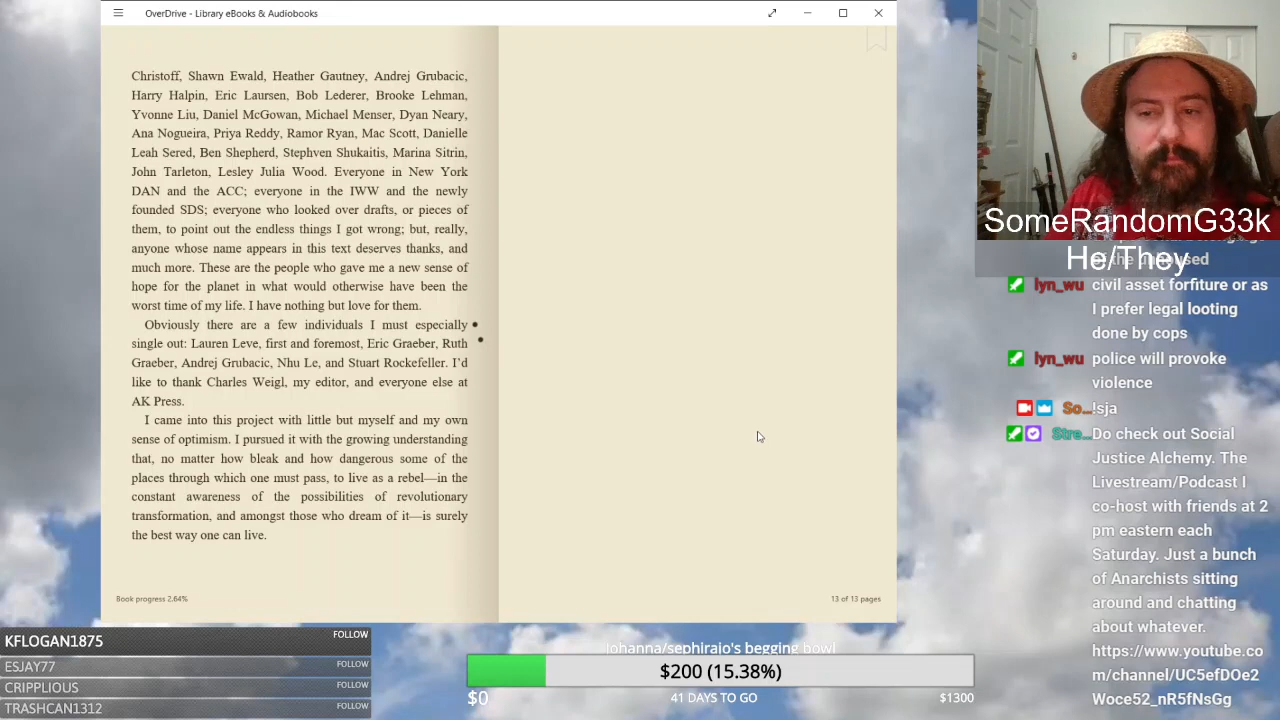 OverDrive - Library eBooks & Audiobooks
Christoff, Shawn Ewald, Heather Gautney, Andrej Grubacic,
Harry Halpin, Eric Laursen, Bob Lederer, Brooke Lehman,
Yvonne Liu, Daniel McGowan, Michael Menser, Dyan Neary,
Ana Nogueira, Priya Reddy, Ramor Ryan, Mac Scott, Danielle
Leah Sered, Ben Shepherd, Stephven Shukaitis, Marina Sitrin,
John Tarleton, Lesley Julia Wood. Everyone in New York
DAN and the ACC; everyone in the IWW and the newly
founded SDS; everyone who looked over drafts, or pieces of
them, to point out the endless things I got wrong; but, really,
anyone whose name appears in this text deserves thanks, and
much more. These are the people who gave me a new sense of
hope for the planet in what would otherwise have been the
worst time of my life. I have nothing but love for them.
Obviously there are a few individuals I must especially
single out: Lauren Leve, first and foremost, Eric Graeber, Ruth
Graeber, Andrej Grubacic, Nhu Le, and Stuart Rockefeller. I'd
like to thank Charles Weigl, my editor, and everyone else at
AK Press.
I came into this project with little but myself and my own
sense of optimism. I pursued it with the growing understanding
that, no matter how bleak and how dangerous some of the
places through which one must pass, to live as a rebel—in the
constant awareness of the possibilities of revolutionary
transformation, and amongst those who dream of it—is surely
the best way one can live.
Book progress 2.64%
13 of 13 pages
SomeRandomG33k
He/They
lyn_wu civil asset forfiture or as
I prefer legal looting
done by cops
lyn_wu police will provoke
violence
So... !sja
Stre... Do check out Social
Justice Alchemy. The
Livestream/Podcast I
co-host with friends at 2
pm eastern each
Saturday. Just a bunch
of Anarchists sitting
around and chatting
about whatever.
https://www.youtube.co
m/channel/UC5efDOe2
Woce52_nR5fNsGg
KFLOGAN1875 FOLLOW
ESJAY77 FOLLOW
CRIPPLIOUS FOLLOW
TRASHCAN1312 FOLLOW
Johanna/sephiraio's begging bowl
$200 (15.38%)
$0 41 DAYS TO GO $1300